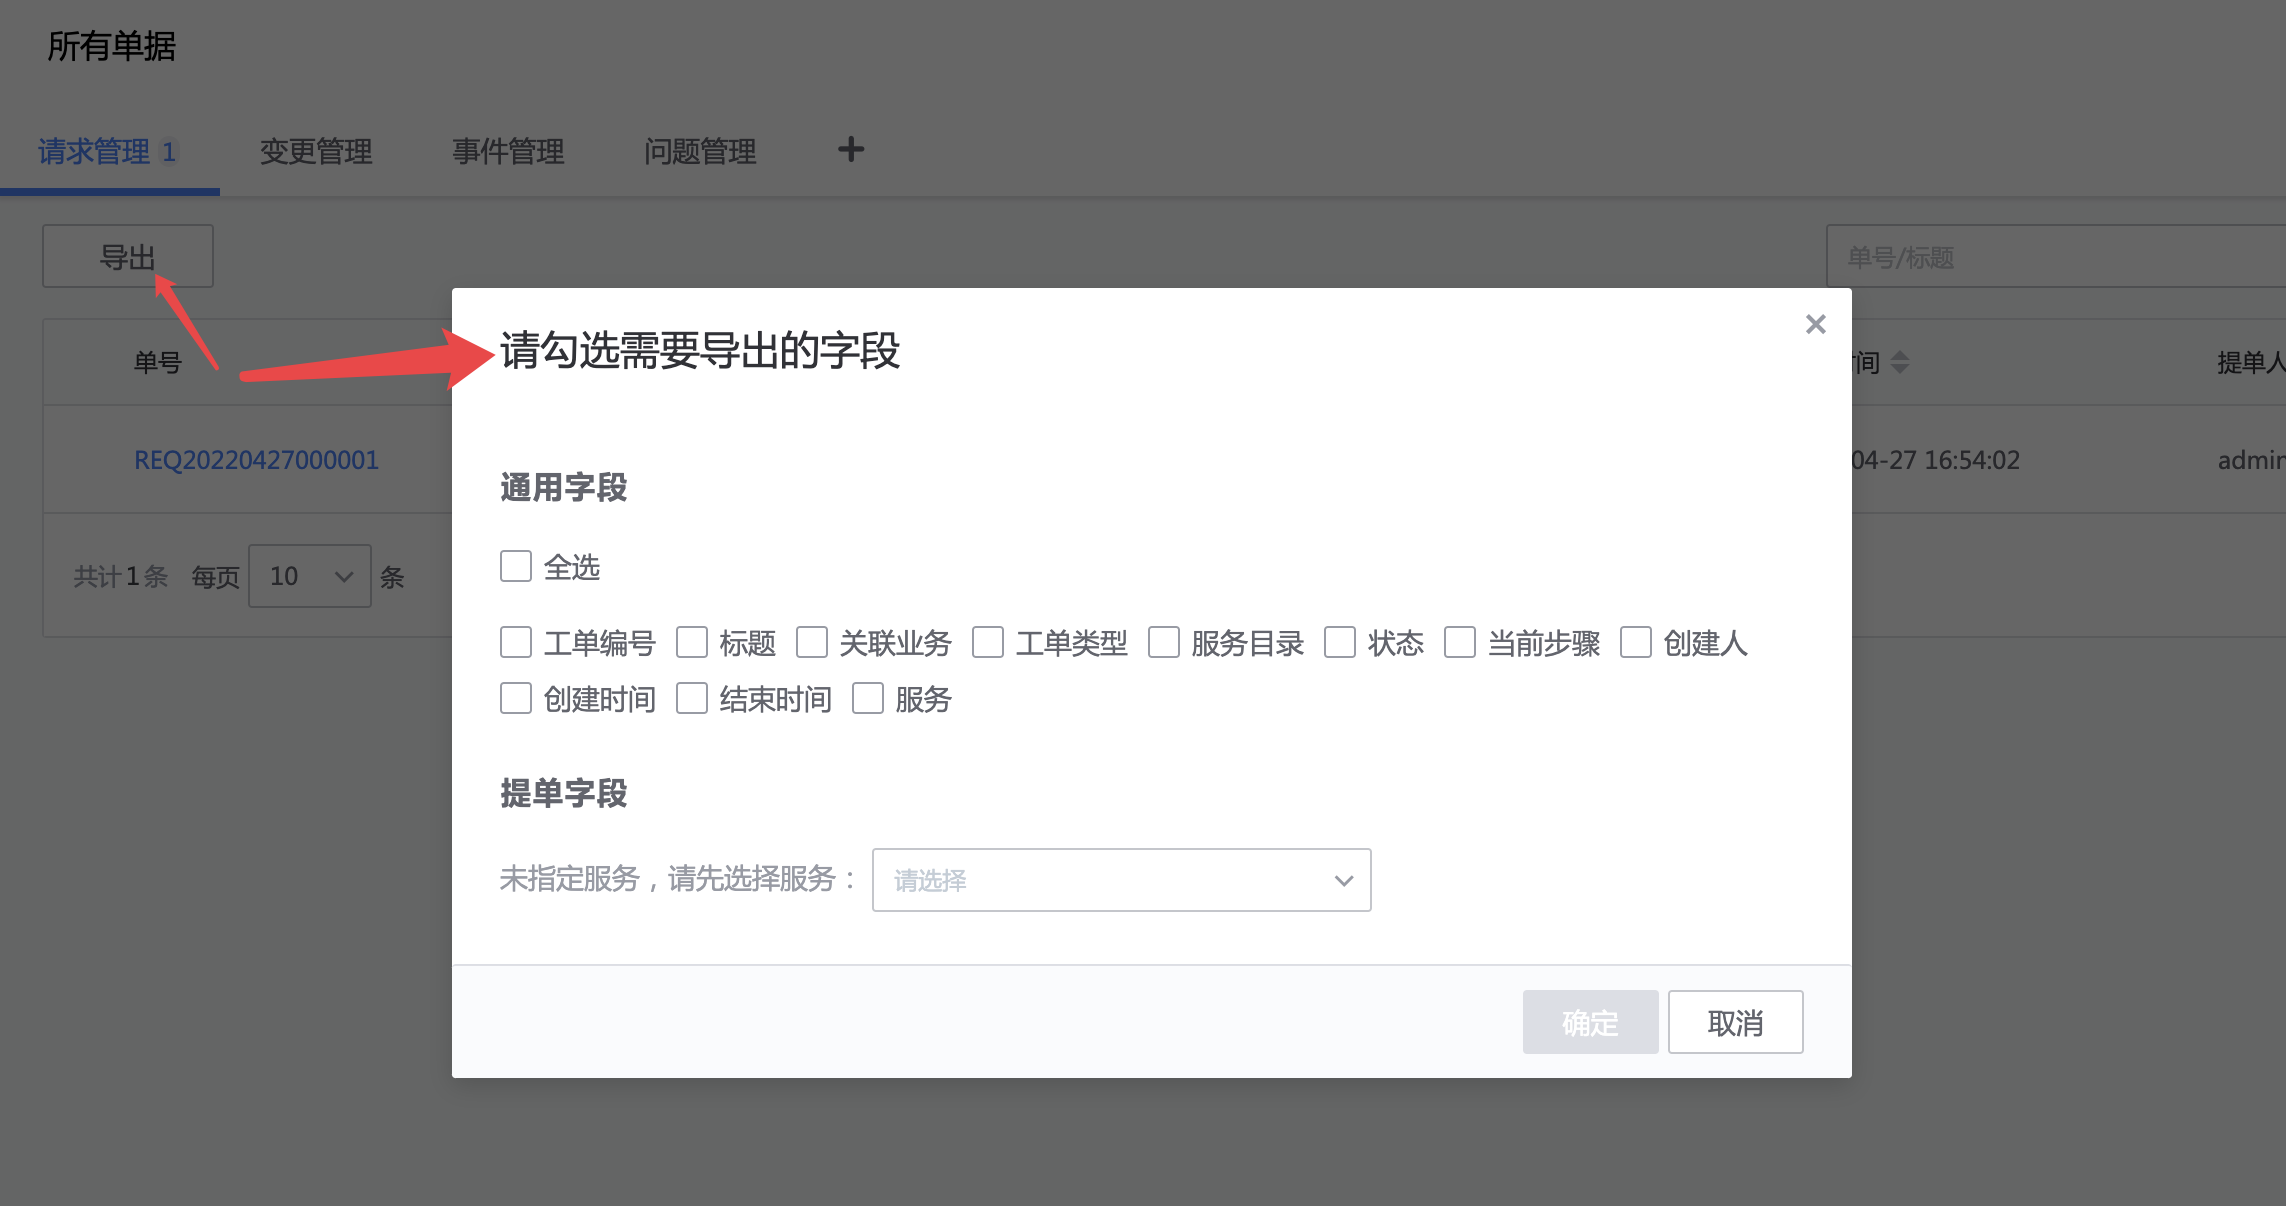 所有单据
请求管理 1 变更管理 事件管理 问题管理
导出
单号/标题
单号
间
提单人
REQ20220427000001
04-27 16:54:02
admin
共计1条 每页 10 条
请勾选需要导出的字段
通用字段
全选
工单编号 标题 关联业务 工单类型 服务目录 状态 当前步骤 创建人
创建时间 结束时间 服务
提单字段
未指定服务，请先选择服务： 请选择
确定 取消